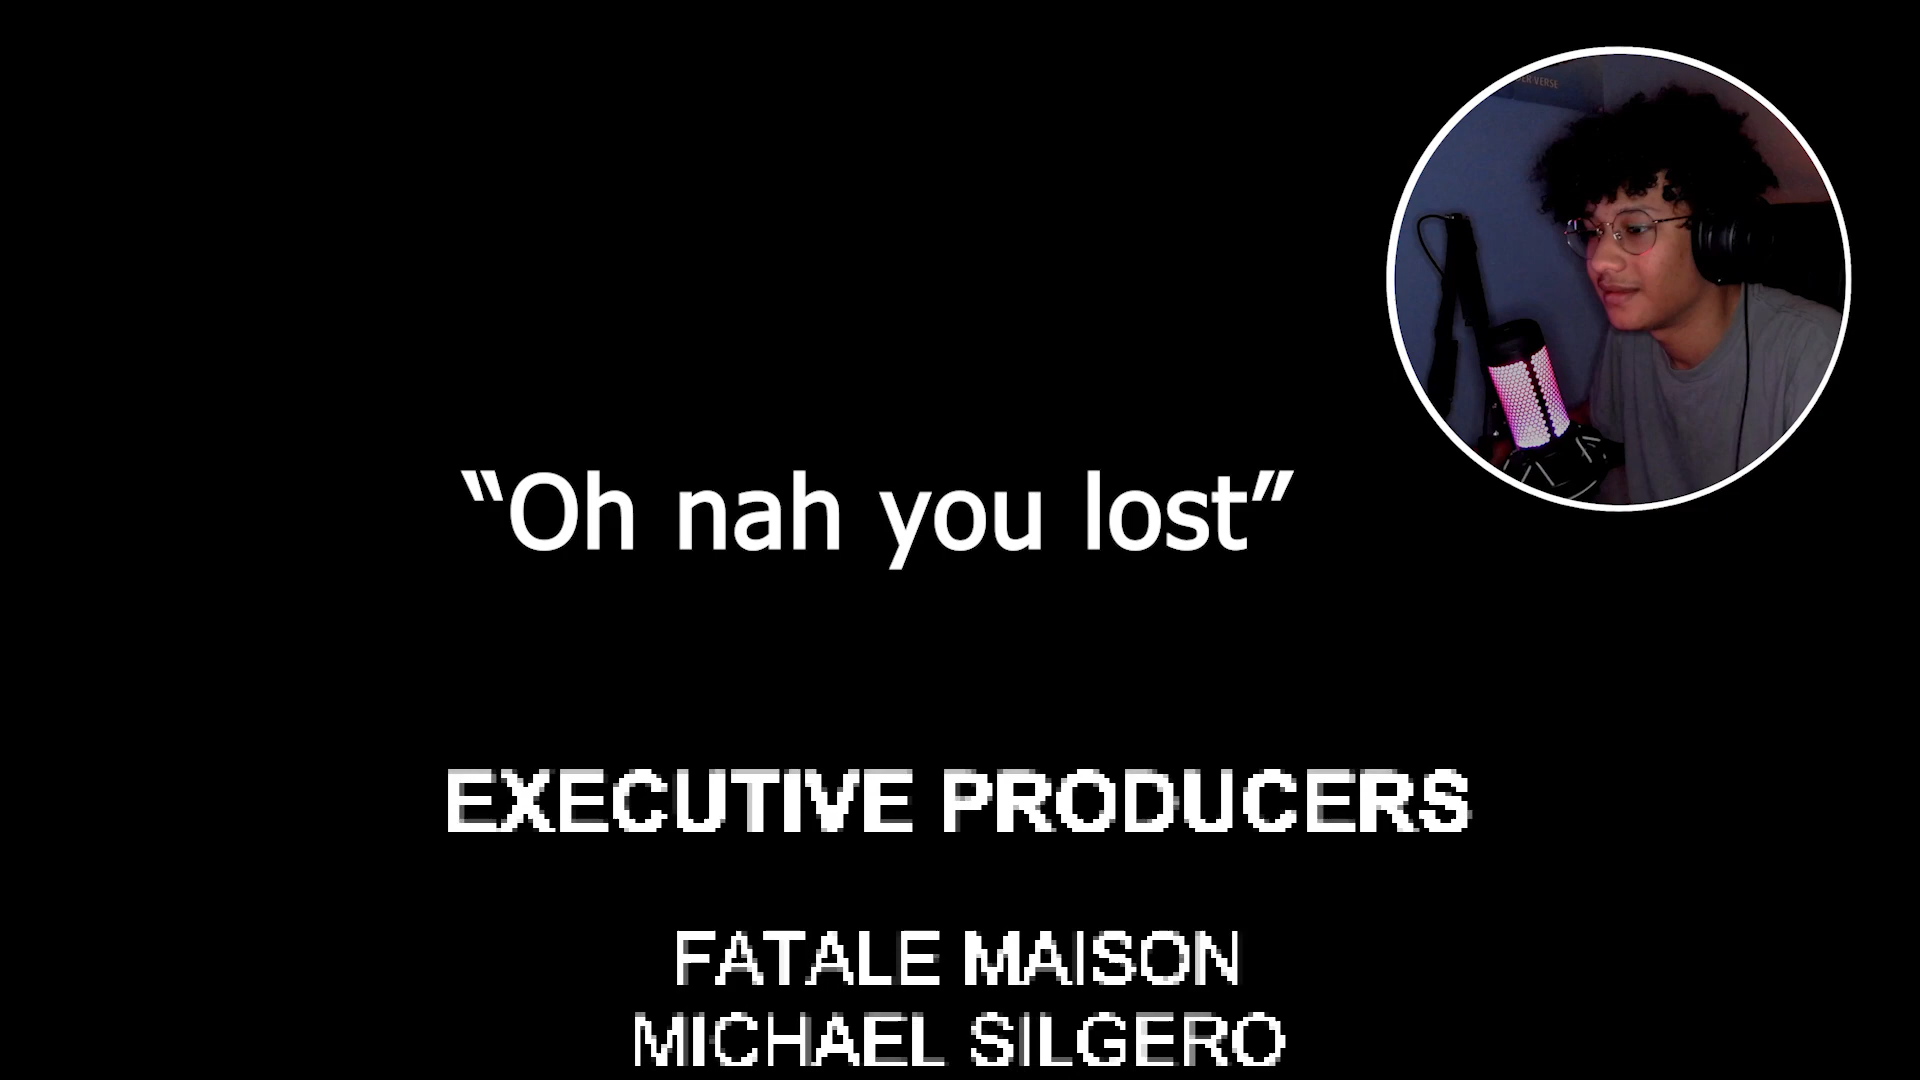 “Oh nah you lost”
EXECUTIVE PRODUCERS
FATALE MAISON
MICHAEL SILGERO